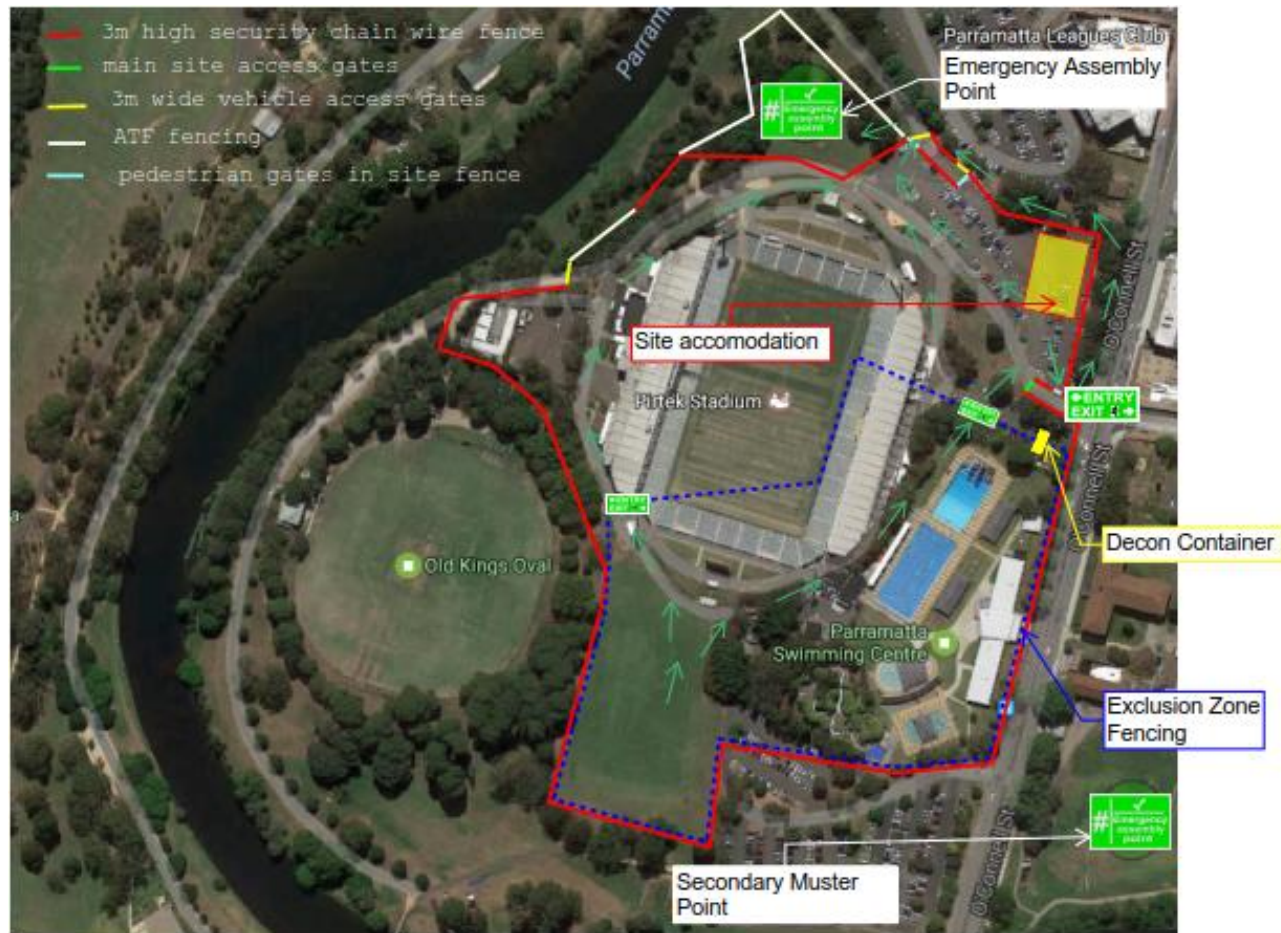 3m high security chain wire fence
main site access gates
3m wide vehicle access gates
ATF fencing
pedestrian gates in site fence
Parrama
Parramatta Leagues Club
Emergency Assembly
Point
#
Emergency
assembly
point
O'Connell St
Site accomodation
Pirtek Stadium
ENTRY
EXIT
ENTRY
EXIT
O'Connell St
Decon Container
a
Old Kings Oval
Parramatta
Swimming Centre
Exclusion Zone
Fencing
#
Emergency
assembly
point
O'Connell St
Secondary Muster
Point